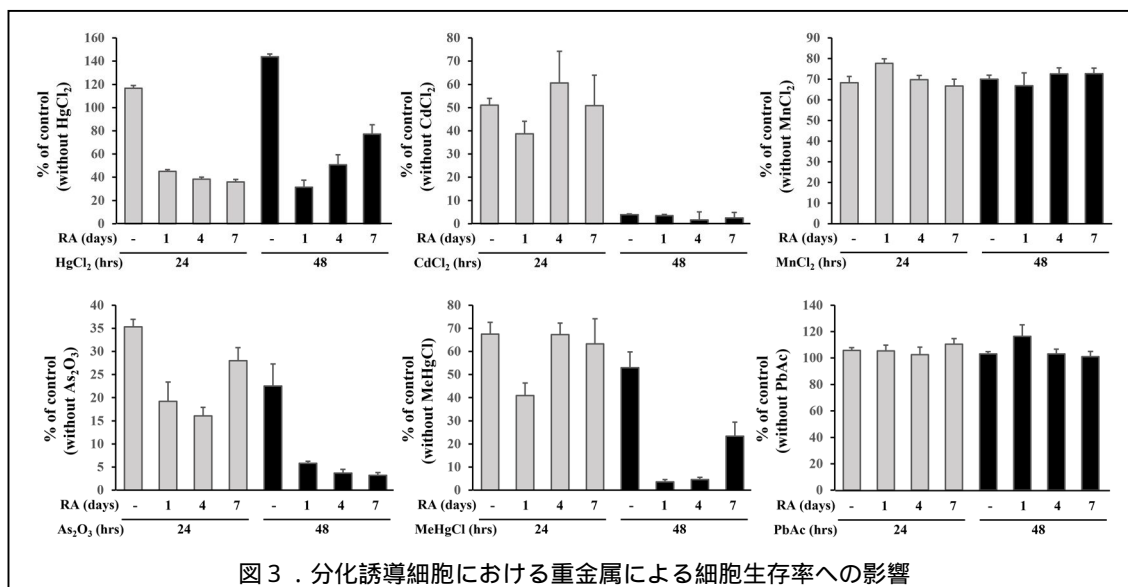 % of control
(without HgCl₂)
160
140
120
100
80
60
40
20
0
RA (days) - 1 4 7 - 1 4 7
HgCl₂ (hrs) 24 48
% of control
(without CdCl₂)
80
70
60
50
40
30
20
10
0
RA (days) - 1 4 7 - 1 4 7
CdCl₂ (hrs) 24 48
% of control
(without MnCl₂)
90
80
70
60
50
40
30
20
10
0
RA (days) - 1 4 7 - 1 4 7
MnCl₂ (hrs) 24 48
% of control
(without As₂O₃)
40
35
30
25
20
15
10
5
0
RA (days) - 1 4 7 - 1 4 7
As₂O₃ (hrs) 24 48
% of control
(without MeHgCl)
80
70
60
50
40
30
20
10
0
RA (days) - 1 4 7 - 1 4 7
MeHgCl (hrs) 24 48
% of control
(without PbAc)
140
120
100
80
60
40
20
0
RA (days) - 1 4 7 - 1 4 7
PbAc (hrs) 24 48
図3．分化誘導細胞における重金属による細胞生存率への影響